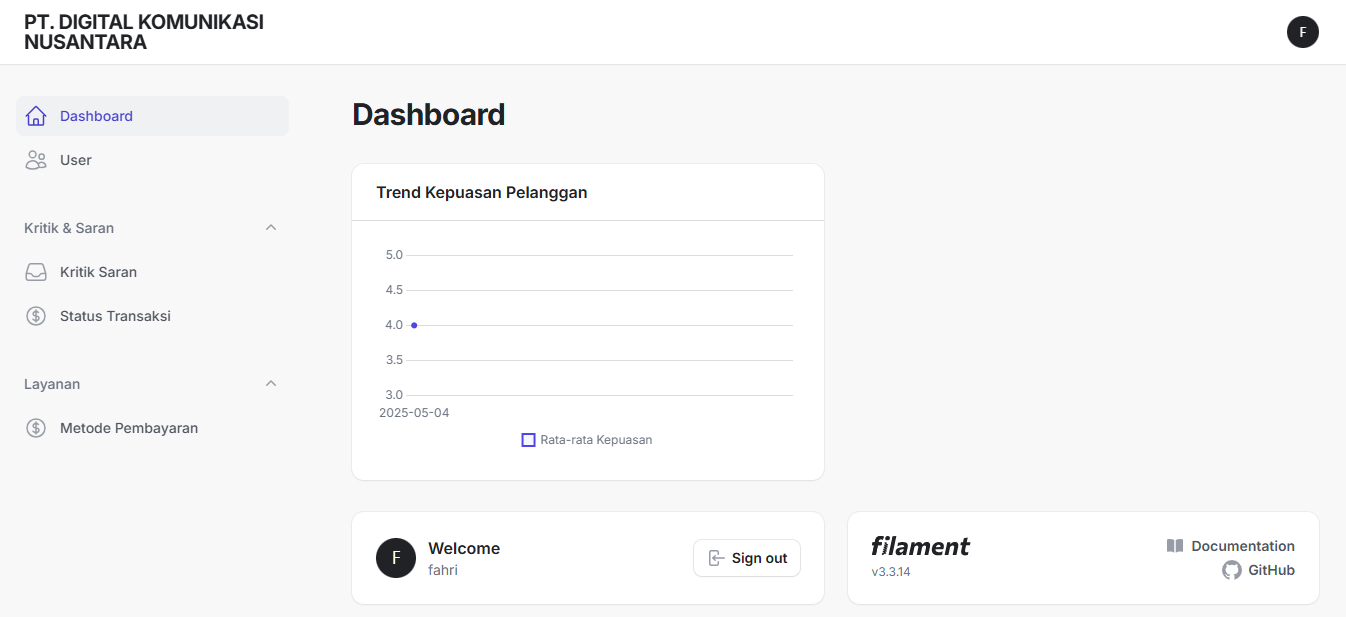 PT. DIGITAL KOMUNIKASI
NUSANTARA
F
Dashboard
User
Kritik & Saran
Kritik Saran
Status Transaksi
Layanan
Metode Pembayaran
Dashboard
Trend Kepuasan Pelanggan
5.0
4.5
4.0
3.5
3.0
2025-05-04
Rata-rata Kepuasan
F
Welcome
fahri
Sign out
filament
v3.3.14
Documentation
GitHub